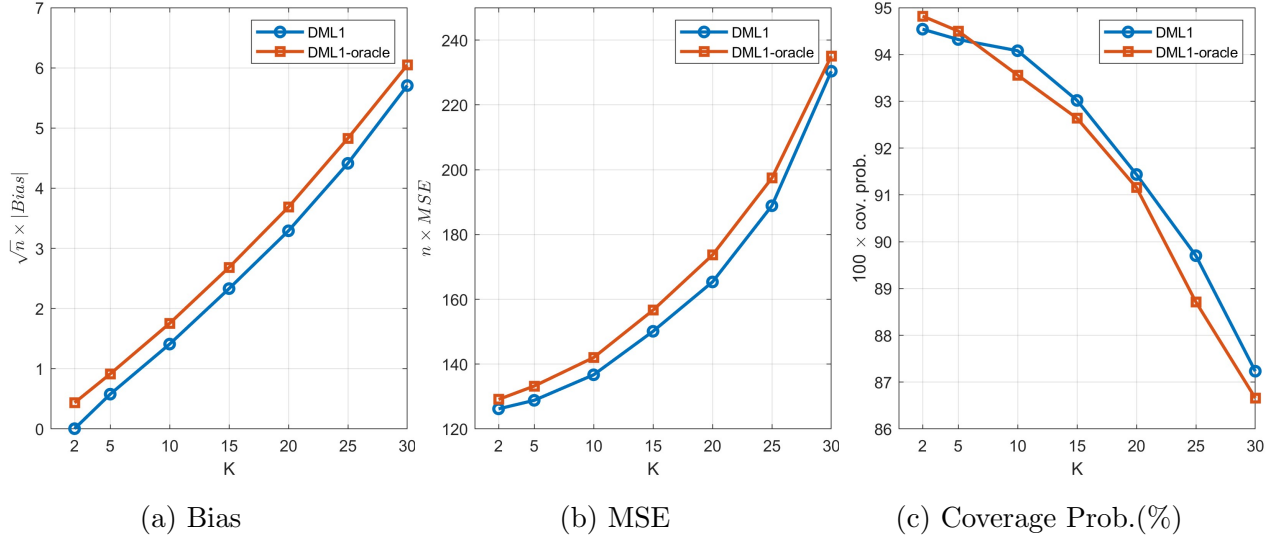 7
6
5
4
3
2
1
0
2 5 10 15 20 25 30
K
√n × |Bias|
DML1
DML1-oracle
(a) Bias
240
220
200
180
160
140
120
2 5 10 15 20 25 30
K
n × MSE
DML1
DML1-oracle
(b) MSE
95
94
93
92
91
90
89
88
87
86
2 5 10 15 20 25 30
K
100 × cov. prob.
DML1
DML1-oracle
(c) Coverage Prob.(%)